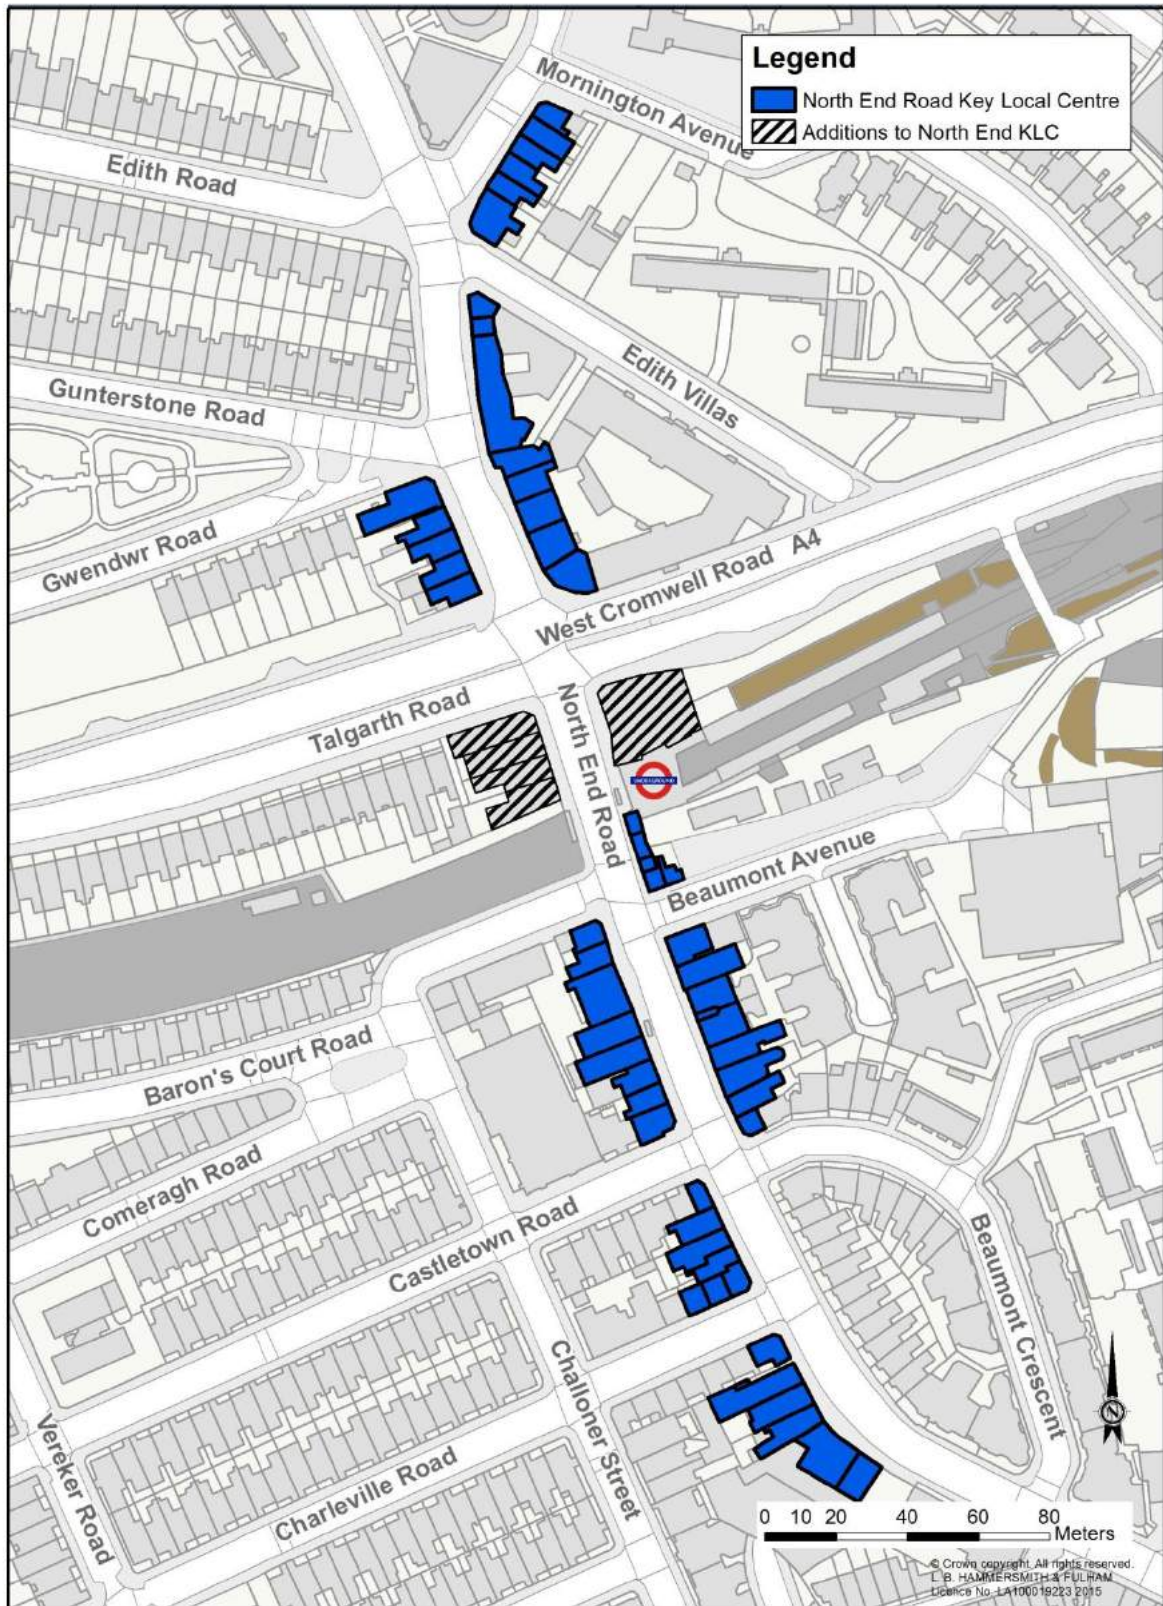 Legend
North End Road Key Local Centre
Additions to North End KLC
Mornington Avenue
Edith Road
Edith Villas
Gunterstone Road
Gwendwr Road
West Cromwell Road A4
Talgarth Road
North End Road
UNDERGROUND
Beaumont Avenue
Baron's Court Road
Comeragh Road
Castletown Road
Beaumont Crescent
Challoner Street
Vereker Road
Charleville Road
N
0 10 20 40 60 80
Meters
© Crown copyright. All rights reserved.
L. B. HAMMERSMITH & FULHAM
Licence No. LA100019223 2015